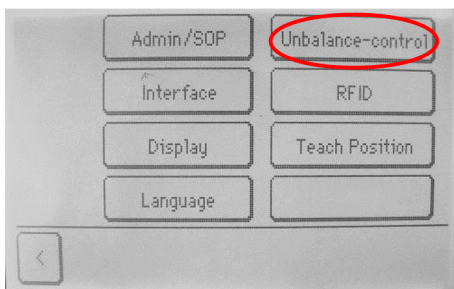 Admin/SOP
Unbalance-control
Interface
RFID
Display
Teach Position
Language
<